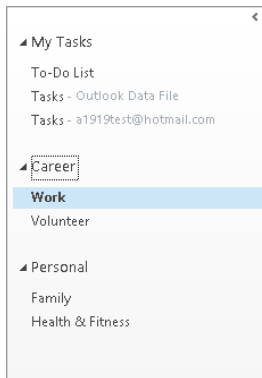 My Tasks
To-Do List
Tasks - Outlook Data File
Tasks - a1919test@hotmail.com
Career
Work
Volunteer
Personal
Family
Health & Fitness